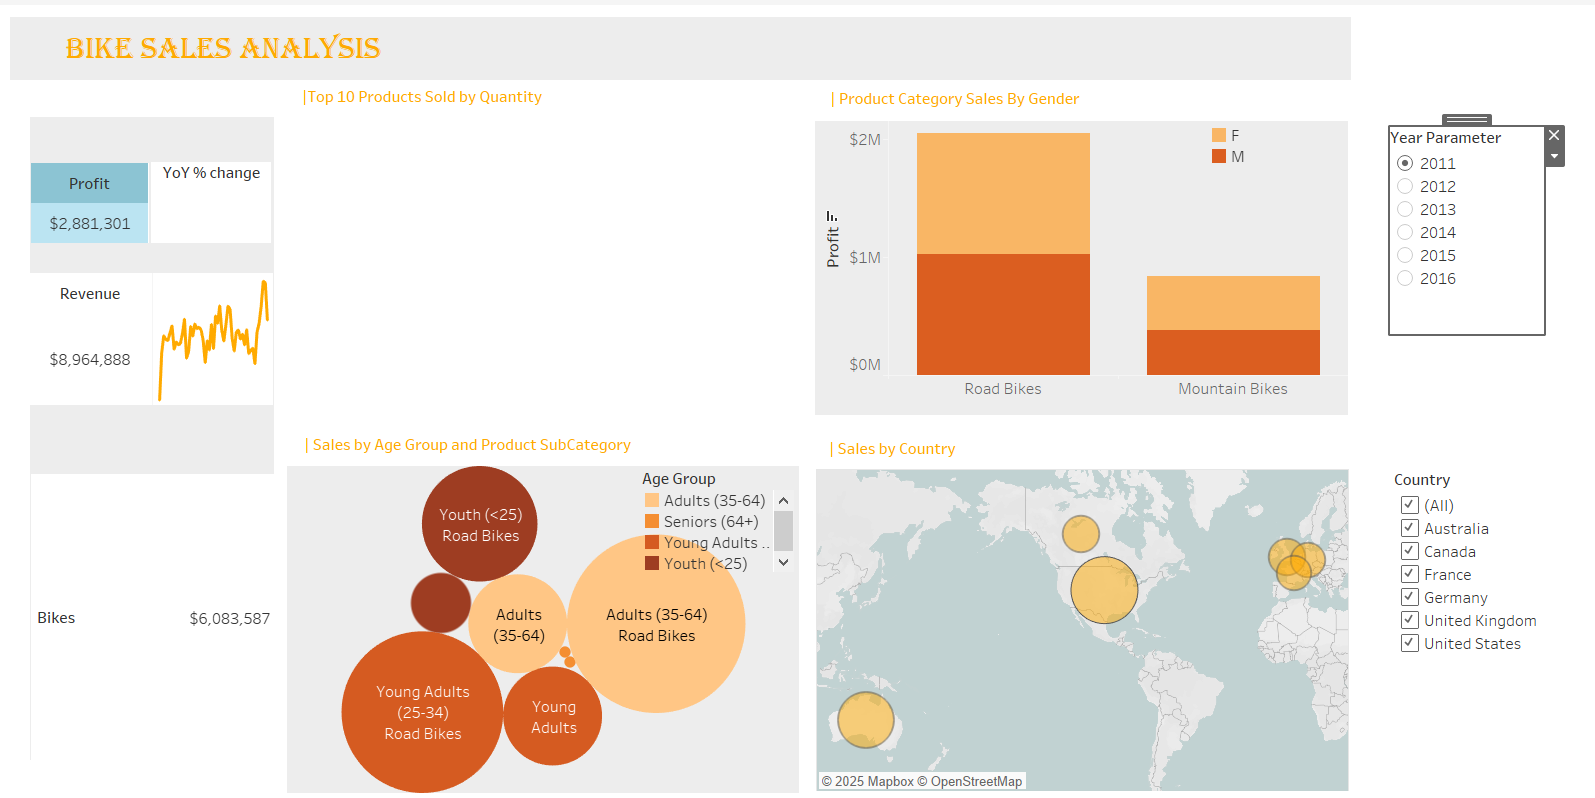 BIKE SALES ANALYSIS
|Top 10 Products Sold by Quantity
| Product Category Sales By Gender
Profit
YoY % change
$2,881,301
Revenue
$8,964,888
Bikes
$6,083,587
$2M
$1M
$0M
Profit
F
M
Road Bikes
Mountain Bikes
Year Parameter
2011
2012
2013
2014
2015
2016
| Sales by Age Group and Product SubCategory
Age Group
Adults (35-64)
Seniors (64+)
Young Adults ..
Youth (<25)
Youth (<25)
Road Bikes
Adults
(35-64)
Adults (35-64)
Road Bikes
Young Adults
(25-34)
Road Bikes
Young
Adults
| Sales by Country
© 2025 Mapbox © OpenStreetMap
Country
(All)
Australia
Canada
France
Germany
United Kingdom
United States